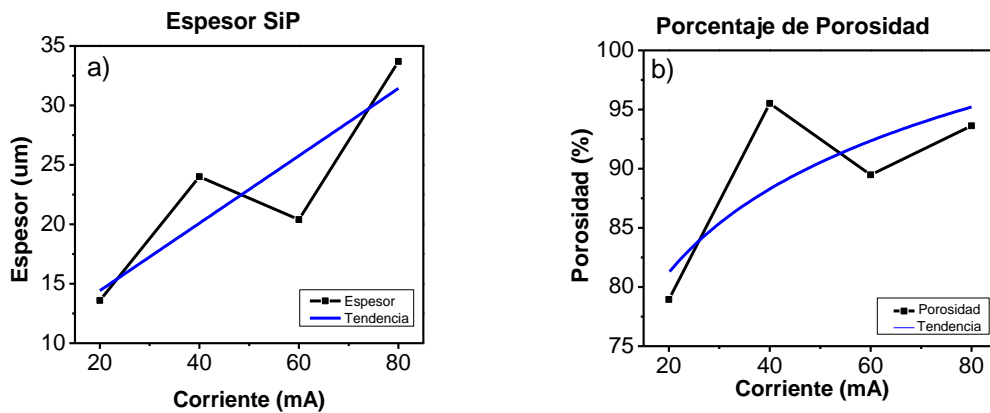 Espesor SiP
a)
35
30
25
20
15
10
Espesor (um)
20 40 60 80
Corriente (mA)
Espesor
Tendencia
Porcentaje de Porosidad
b)
100
95
90
85
80
75
Porosidad (%)
20 40 60 80
Corriente (mA)
Porosidad
Tendencia